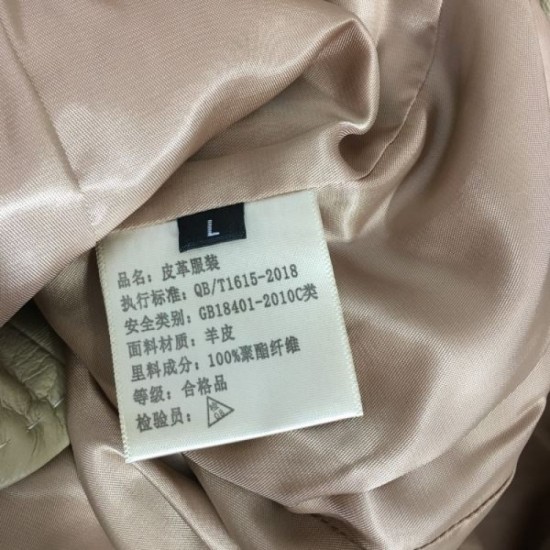 L
品名: 皮革服装
执行标准: QB/T1615-2018
安全类别: GB18401-2010C类
面料材质: 羊皮
里料成分: 100%聚酯纤维
等级: 合格品
检验员: